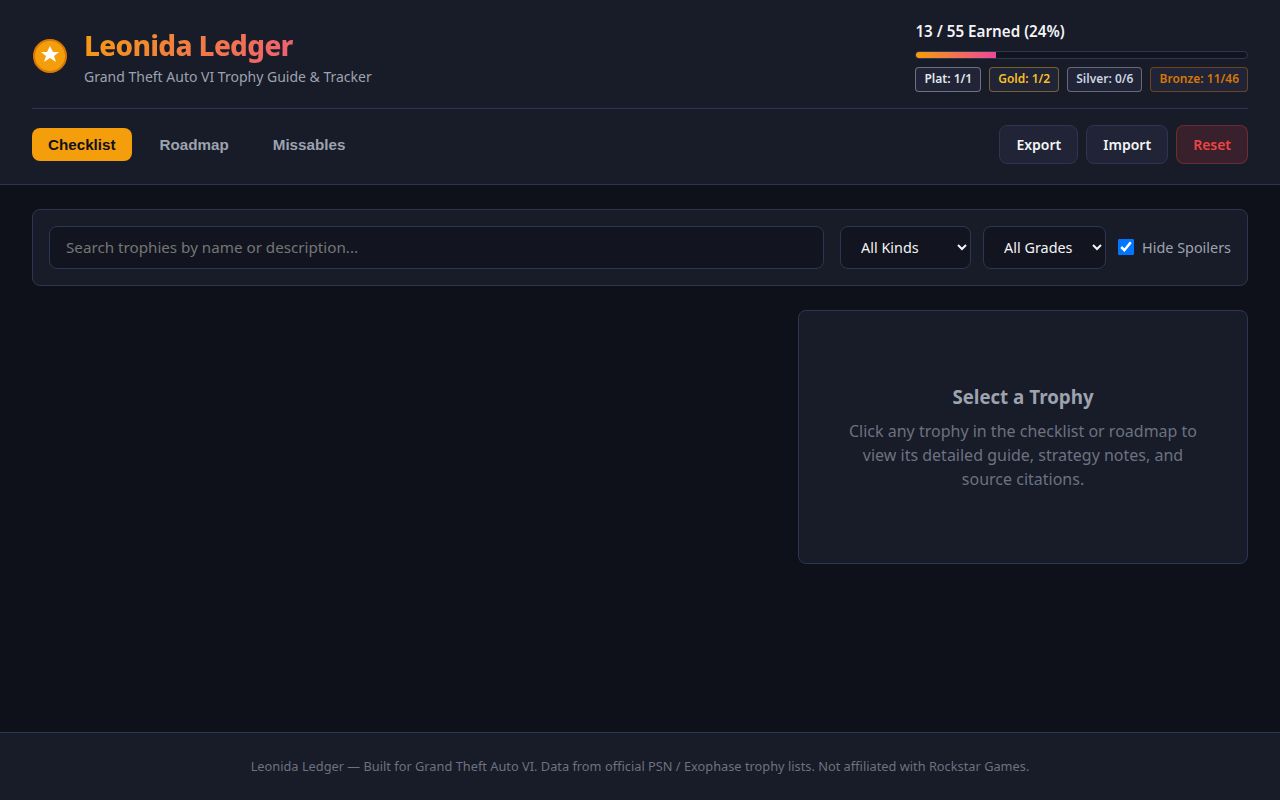 Leonida Ledger
Grand Theft Auto VI Trophy Guide & Tracker
13 / 55 Earned (24%)
Plat: 1/1
Gold: 1/2
Silver: 0/6
Bronze: 11/46
Checklist
Roadmap
Missables
Export
Import
Reset
Search trophies by name or description...
All Kinds
All Grades
Hide Spoilers
Select a Trophy
Click any trophy in the checklist or roadmap to
view its detailed guide, strategy notes, and
source citations.
Leonida Ledger — Built for Grand Theft Auto VI. Data from official PSN / Exophase trophy lists. Not affiliated with Rockstar Games.